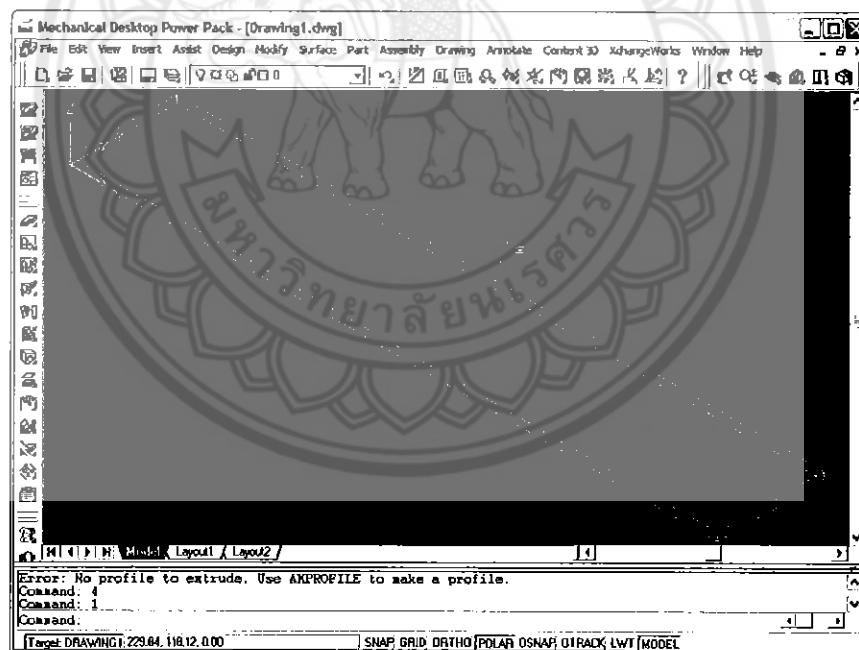 Mechanical Desktop Power Pack - [Drawing1.dwg]
File Edit View Insert Assist Design Modify Surface Part Assembly Drawing Annotate Content 3D XchangeWorks Window Help
0 ?
มหาวิทยาลัยนเรศวร
Model Layout1 Layout2
Error: No profile to extrude. Use AMPROFILE to make a profile.
Command: 4
Command: 1
Command:
Target: DRAWING1 229.64, 118.12, 0.00 SNAP GRID ORTHO POLAR OSNAP OTRACK LWT MODEL